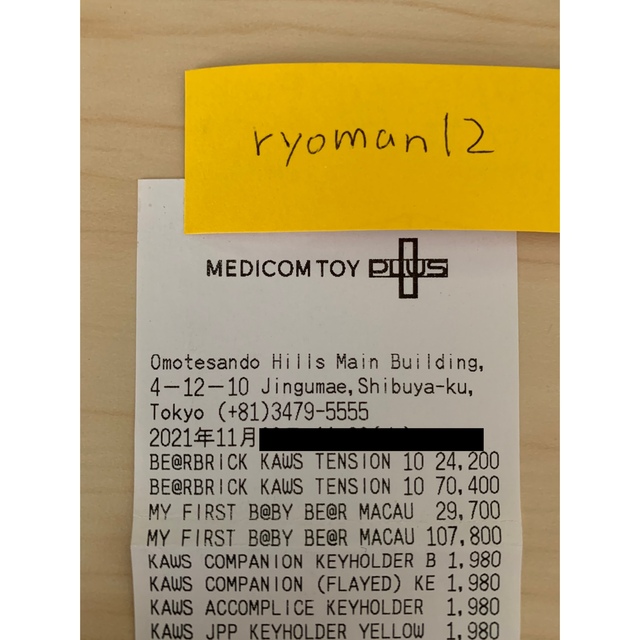 ryoman12
MEDICOM TOY PLUS
Omotesando Hills Main Building,
4-12-10 Jingumae,Shibuya-ku,
Tokyo (+81)3479-5555
2021年11月
BE@RBRICK KAWS TENSION 10 24,200
BE@RBRICK KAWS TENSION 10 70,400
MY FIRST B@BY BE@R MACAU 29,700
MY FIRST B@BY BE@R MACAU 107,800
KAWS COMPANION KEYHOLDER B 1,980
KAWS COMPANION (FLAYED) KE 1,980
KAWS ACCOMPLICE KEYHOLDER 1,980
KAWS JPP KEYHOLDER YELLOW 1,980